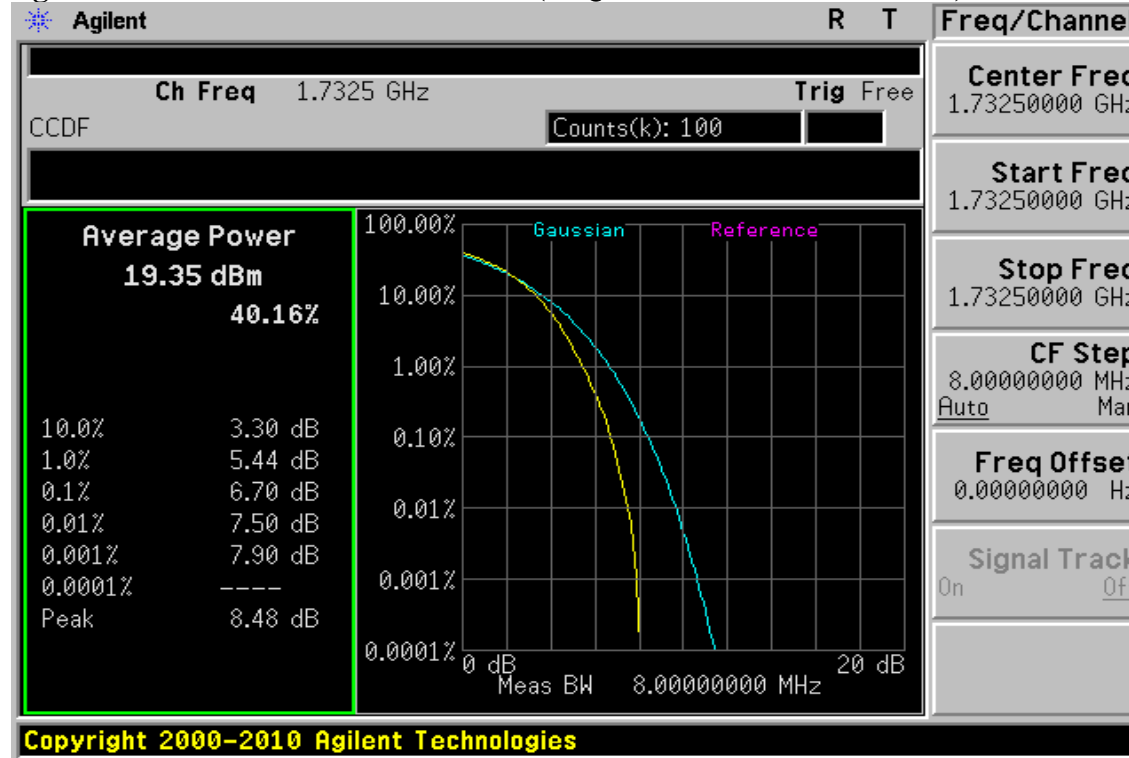 Agilent R T Freq/Channe
Ch Freq 1.7325 GHz Trig Free
CCDF Counts(k): 100
Center Freq
1.73250000 GHz
Start Freq
1.73250000 GHz
Stop Freq
1.73250000 GHz
CF Step
8.00000000 MHz
Auto Man
Freq Offset
0.00000000 Hz
Signal Track
On Of
Average Power
19.35 dBm
40.16%
10.0% 3.30 dB
1.0% 5.44 dB
0.1% 6.70 dB
0.01% 7.50 dB
0.001% 7.90 dB
0.0001% ----
Peak 8.48 dB
Gaussian Reference
100.00%
10.00%
1.00%
0.10%
0.01%
0.001%
0.0001%
0 dB 20 dB
Meas BW 8.00000000 MHz
Copyright 2000-2010 Agilent Technologies